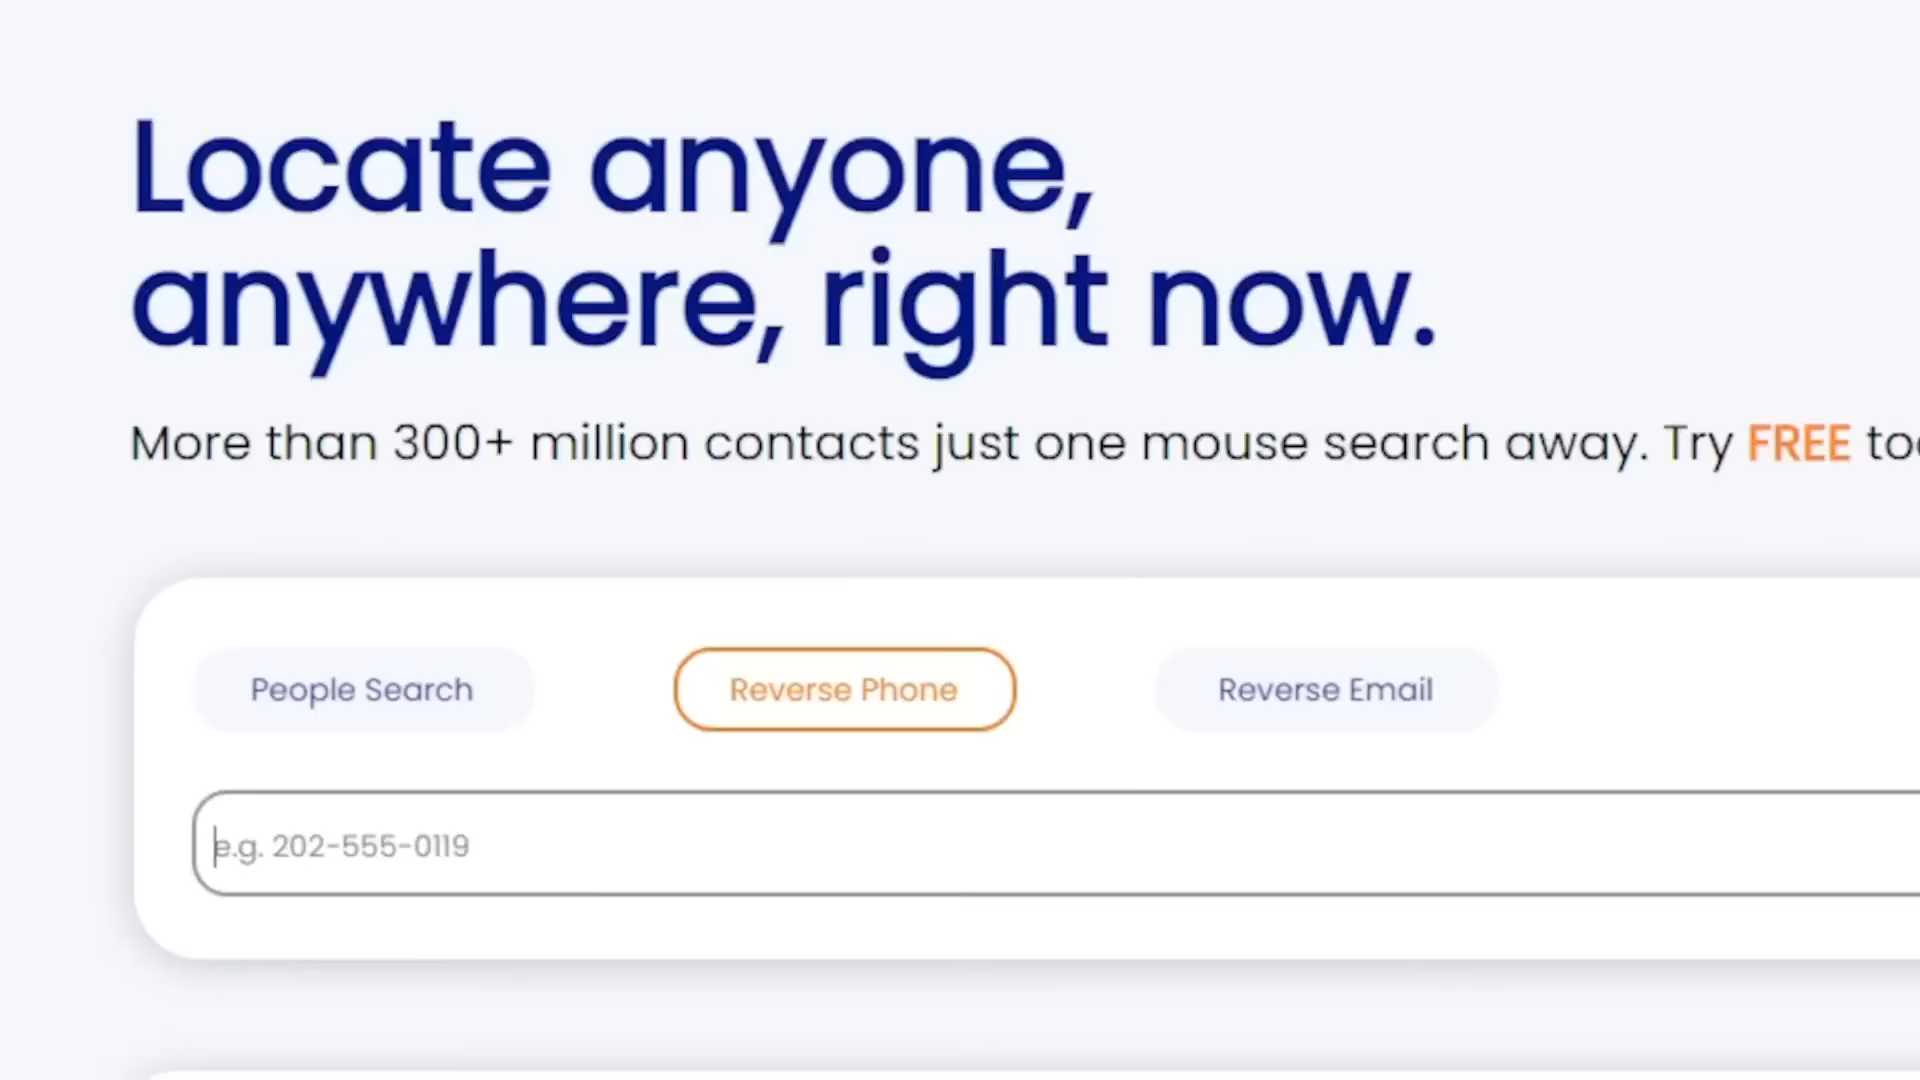 Locate anyone,
anywhere, right now.
More than 300+ million contacts just one mouse search away. Try FREE
People Search
Reverse Phone
Reverse Email
e.g. 202-555-0119